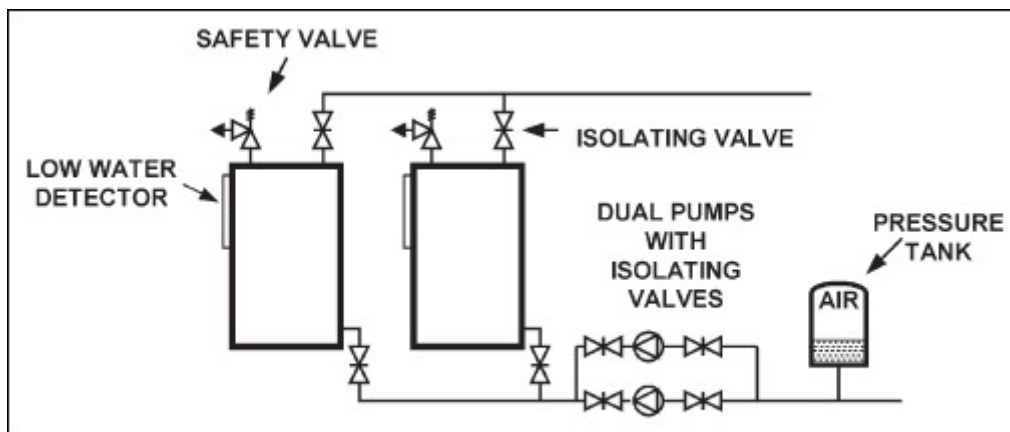 SAFETY VALVE
ISOLATING VALVE
LOW WATER
DETECTOR
DUAL PUMPS
WITH
ISOLATING
VALVES
PRESSURE
TANK
AIR